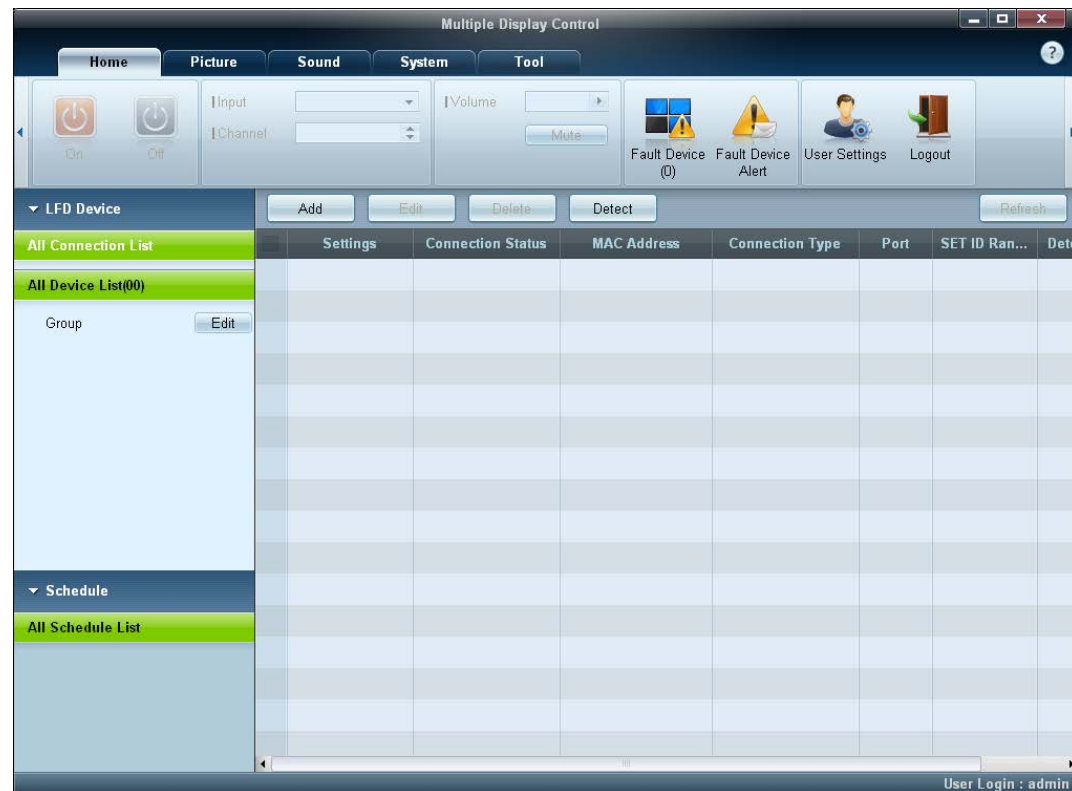 Multiple Display Control
Home Picture Sound System Tool
Input
Channel
On
Off
Volume
Mute
Fault Device
(0)
Fault Device
Alert
User Settings
Logout
LFD Device
Add Edit Delete Detect Refresh
All Connection List
Settings Connection Status MAC Address Connection Type Port SET ID Ran... Dete
All Device List(00)
Group Edit
Schedule
All Schedule List
User Login : admin